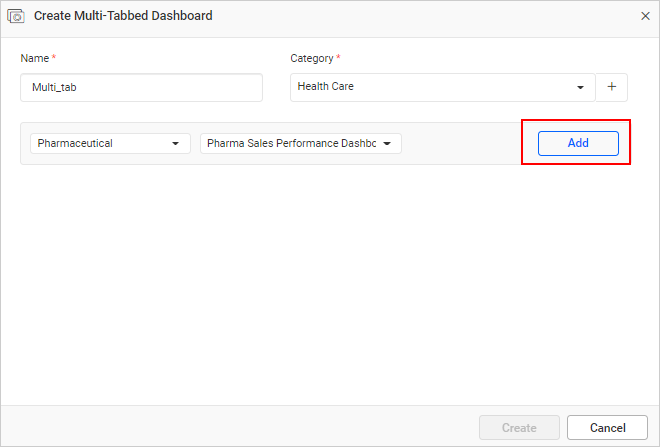 Create Multi-Tabbed Dashboard
Name * Category *
Multi_tab Health Care +
Pharmaceutical Pharma Sales Performance Dashbo Add
Create Cancel